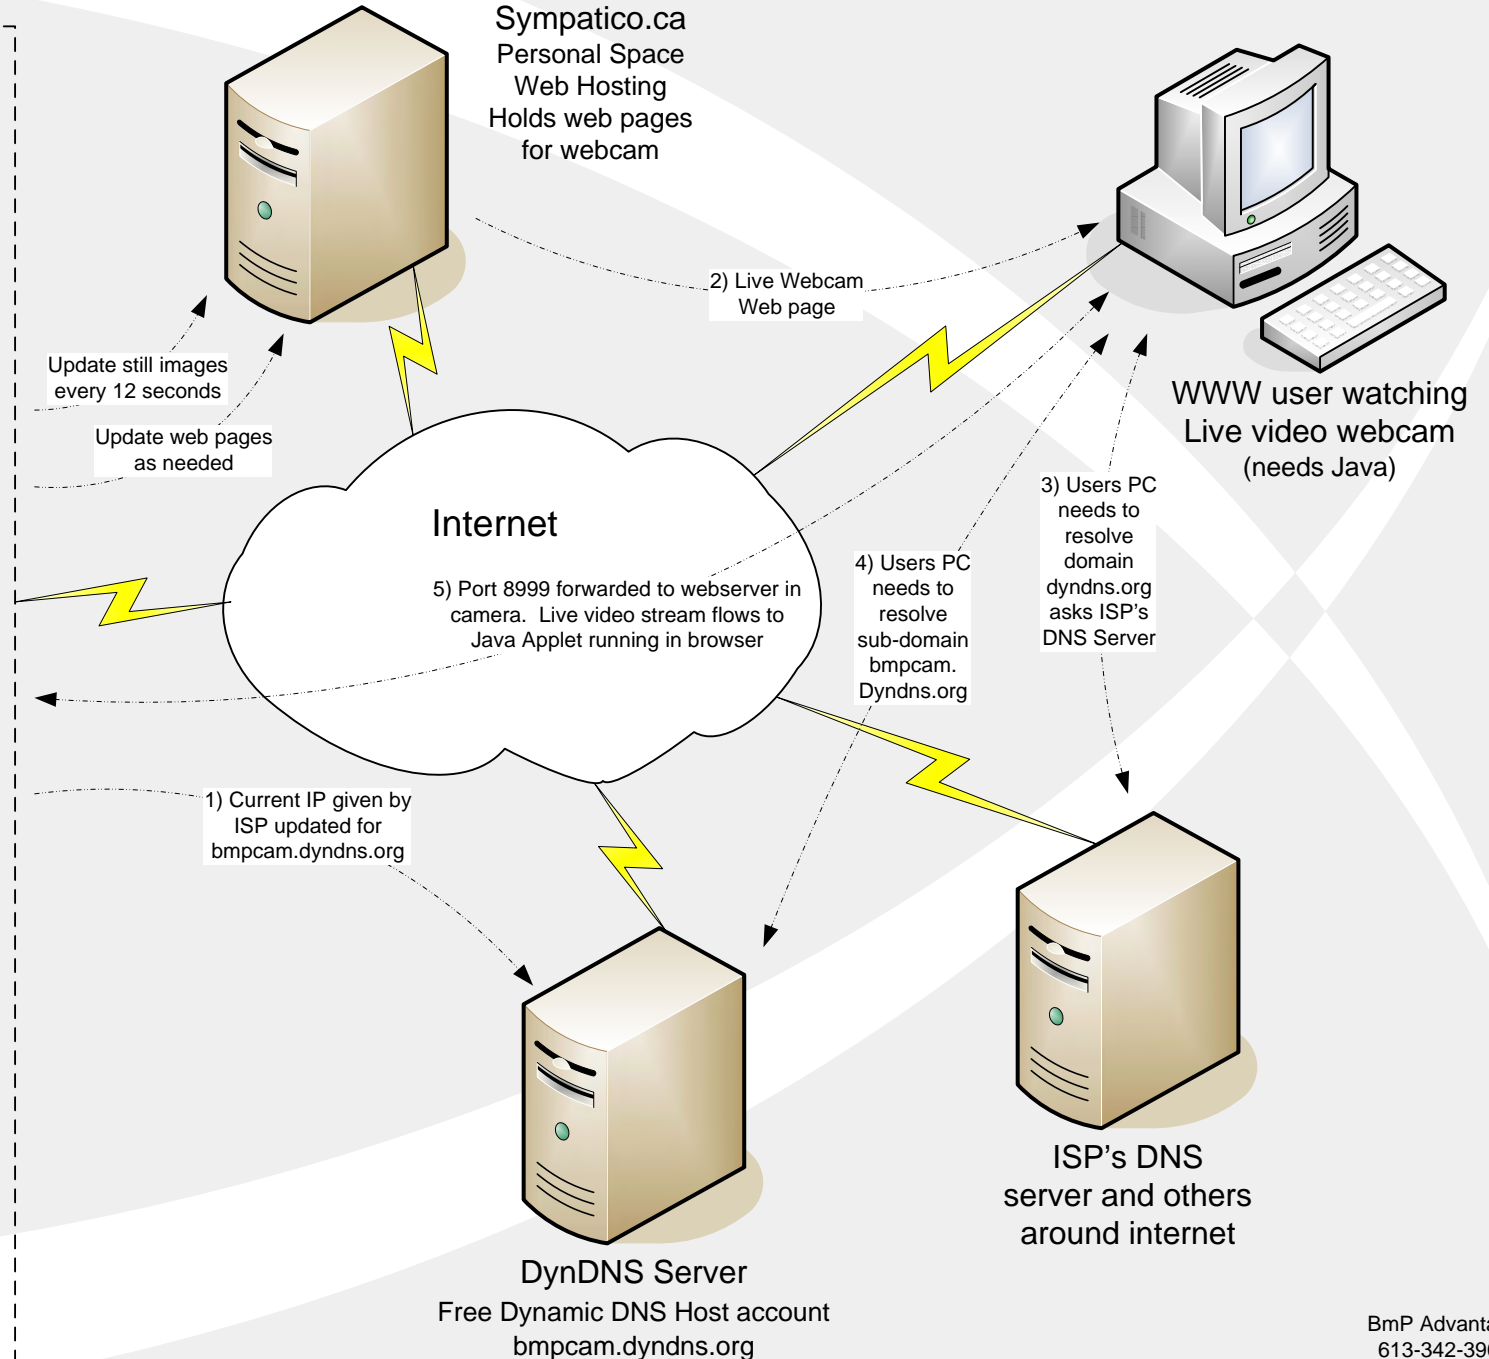 Sympatico.ca
Personal Space
Web Hosting
Holds web pages
for webcam
2) Live Webcam
Web page
Update still images
every 12 seconds
Update web pages
as needed
WWW user watching
Live video webcam
(needs Java)
Internet
5) Port 8999 forwarded to webserver in
camera. Live video stream flows to
Java Applet running in browser
4) Users PC
needs to
resolve
sub-domain
bmpcam.
Dyndns.org
3) Users PC
needs to
resolve
domain
dyndns.org
asks ISP's
DNS Server
1) Current IP given by
ISP updated for
bmpcam.dyndns.org
ISP's DNS
server and others
around internet
DynDNS Server
Free Dynamic DNS Host account
bmpcam.dyndns.org
BmP